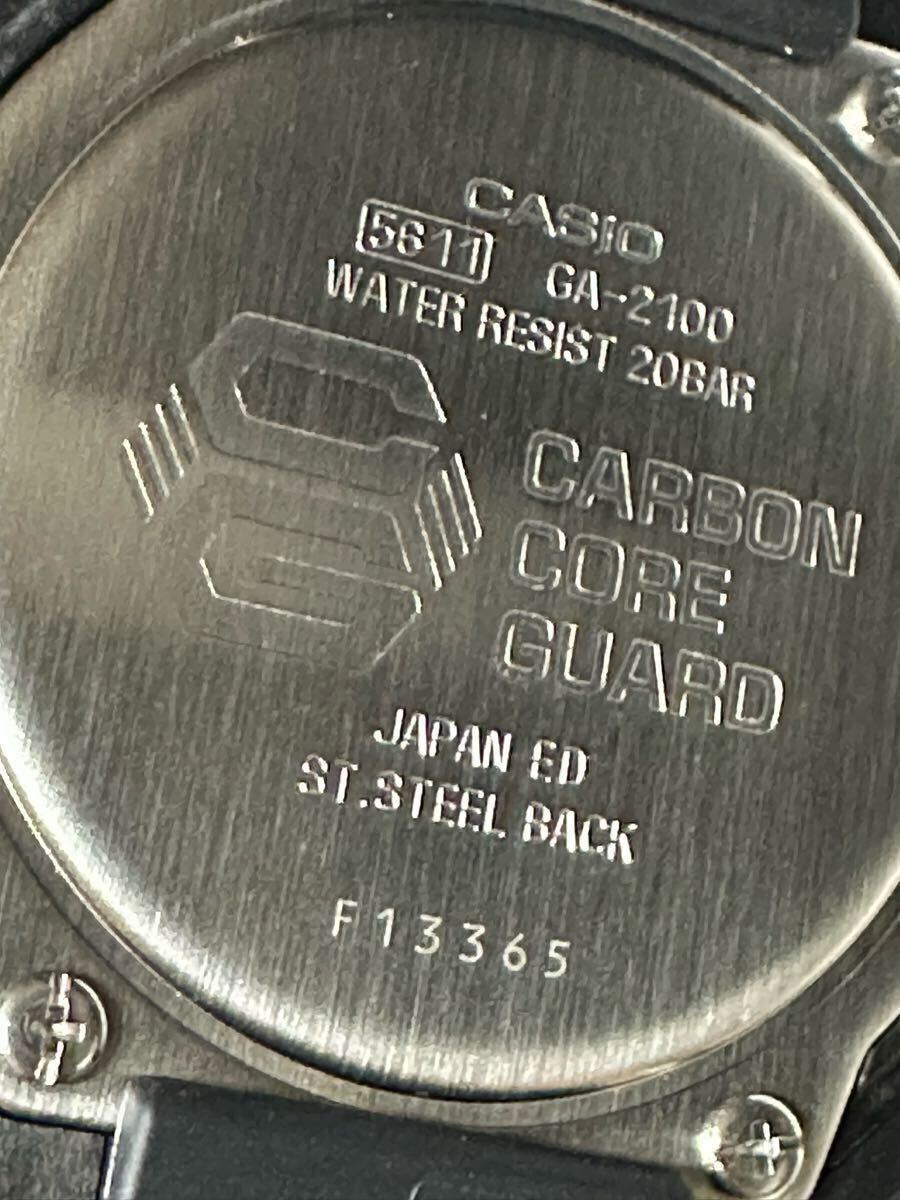 CASIO
5611 GA-2100
WATER RESIST 20BAR
CARBON
CORE
GUARD
JAPAN ED
ST.STEEL BACK
F13365